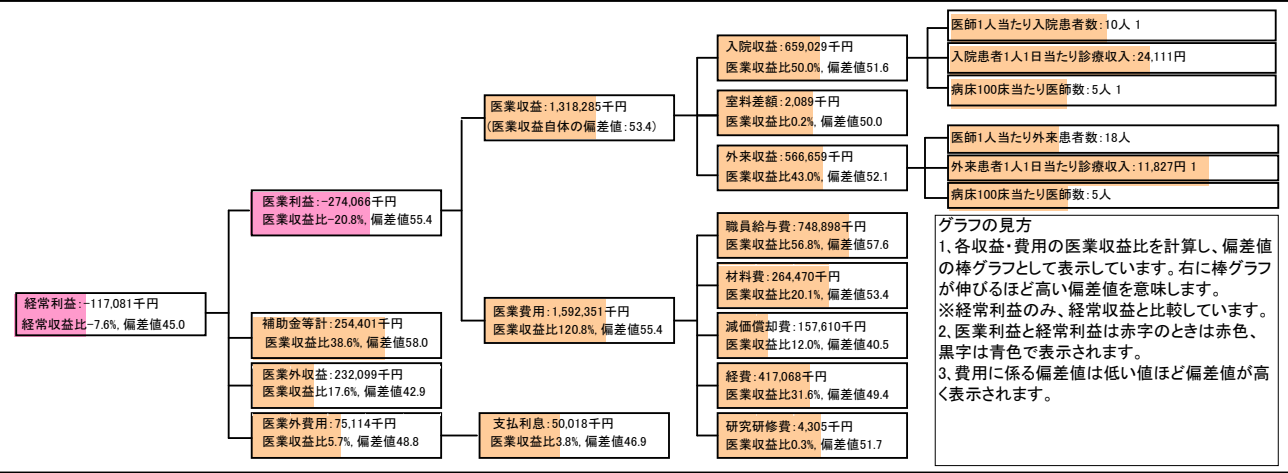 経常利益:-117,081千円
経常収支比-7.6%, 偏差値45.0
医業利益:-274,066千円
医業収益比-20.8%, 偏差値55.4
補助金等計:254,401千円
医業収益比38.6%, 偏差値58.0
医業外収益:232,099千円
医業収益比17.6%, 偏差値42.9
医業外費用:75,114千円
医業収益比5.7%, 偏差値48.8
医業収益:1,318,285千円
(医業収益自体の偏差値:53.4)
医業費用:1,592,351千円
医業収益比120.8%, 偏差値55.4
支払利息:50,018千円
医業収益比3.8%, 偏差値46.9
入院収益:659,029千円
医業収益比50.0%, 偏差値51.6
室料差額:2,089千円
医業収益比0.2%, 偏差値50.0
外来収益:566,659千円
医業収益比43.0%, 偏差値52.1
職員給与費:748,898千円
医業収益比56.8%, 偏差値57.6
材料費:264,470千円
医業収益比20.1%, 偏差値53.4
減価償却費:157,610千円
医業収益比12.0%, 偏差値40.5
経費:417,068千円
医業収益比31.6%, 偏差値49.4
研究研修費:4,305千円
医業収益比0.3%, 偏差値51.7
医師1人当たり入院患者数:10人 1
入院患者1人1日当たり診療収入:24,111円
病床100床当たり医師数:5人 1
医師1人当たり外来患者数:18人
外来患者1人1日当たり診療収入:11,827円 1
病床100床当たり医師数:5人
グラフの見方
1、各収益・費用の医業収益比を計算し、偏差値
の棒グラフとして表示しています。右に棒グラフ
が伸びるほど高い偏差値を意味します。
※経常利益のみ、経常収益と比較しています。
2、医業利益と経常利益は赤字のときは赤色、
黒字は青色で表示されます。
3、費用に係る偏差値は低い値ほど偏差値が高
く表示されます。